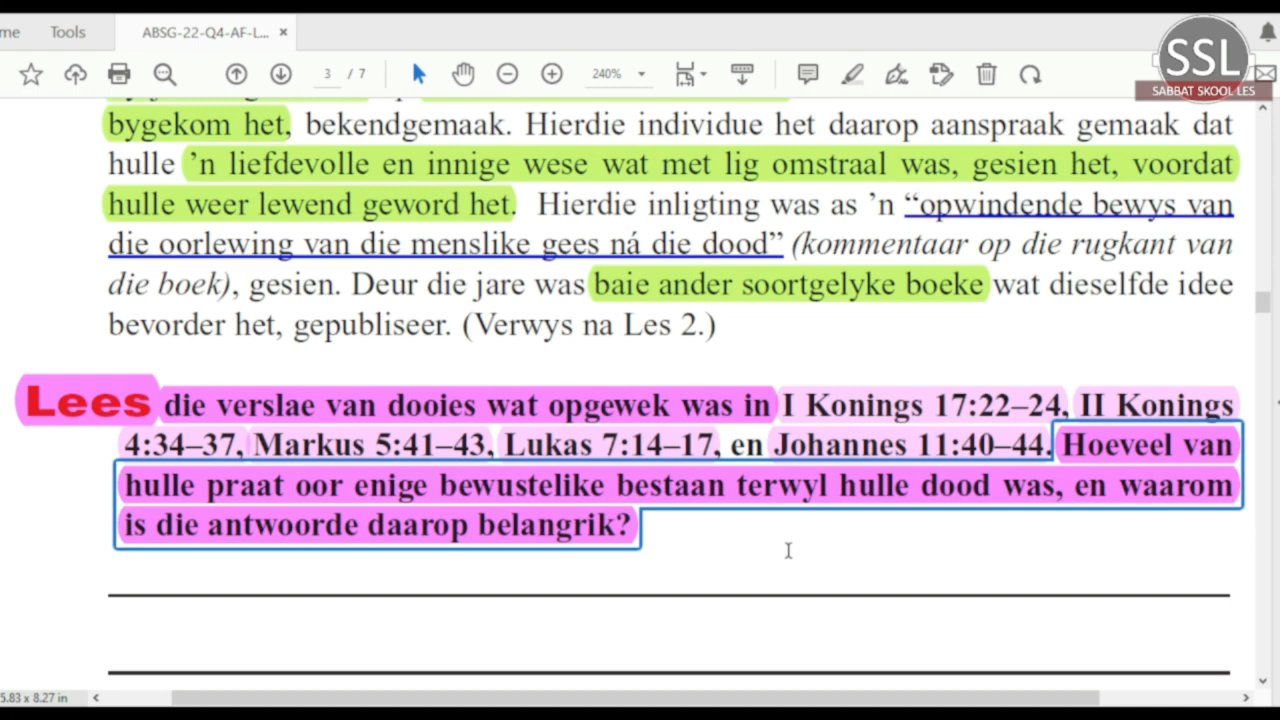 me Tools ABSG-22-Q4-AF-L... ×
SSL
SABBAT SKOOL LES
3 / 7 240%
bygekom het, bekendgemaak. Hierdie individue het daarop aanspraak gemaak dat
hulle ’n liefdevolle en innige wese wat met lig omstraal was, gesien het, voordat
hulle weer lewend geword het. Hierdie inligting was as ’n “opwindende bewys van
die oorlewing van die menslike gees ná die dood” (kommentaar op die rugkant van
die boek), gesien. Deur die jare was baie ander soortgelyke boeke wat dieselfde idee
bevorder het, gepubliseer. (Verwys na Les 2.)
Lees die verslae van dooies wat opgewek was in I Konings 17:22–24, II Konings
4:34–37, Markus 5:41–43, Lukas 7:14–17, en Johannes 11:40–44. Hoeveel van
hulle praat oor enige bewustelike bestaan terwyl hulle dood was, en waarom
is die antwoorde daarop belangrik?
5.83 x 8.27 in